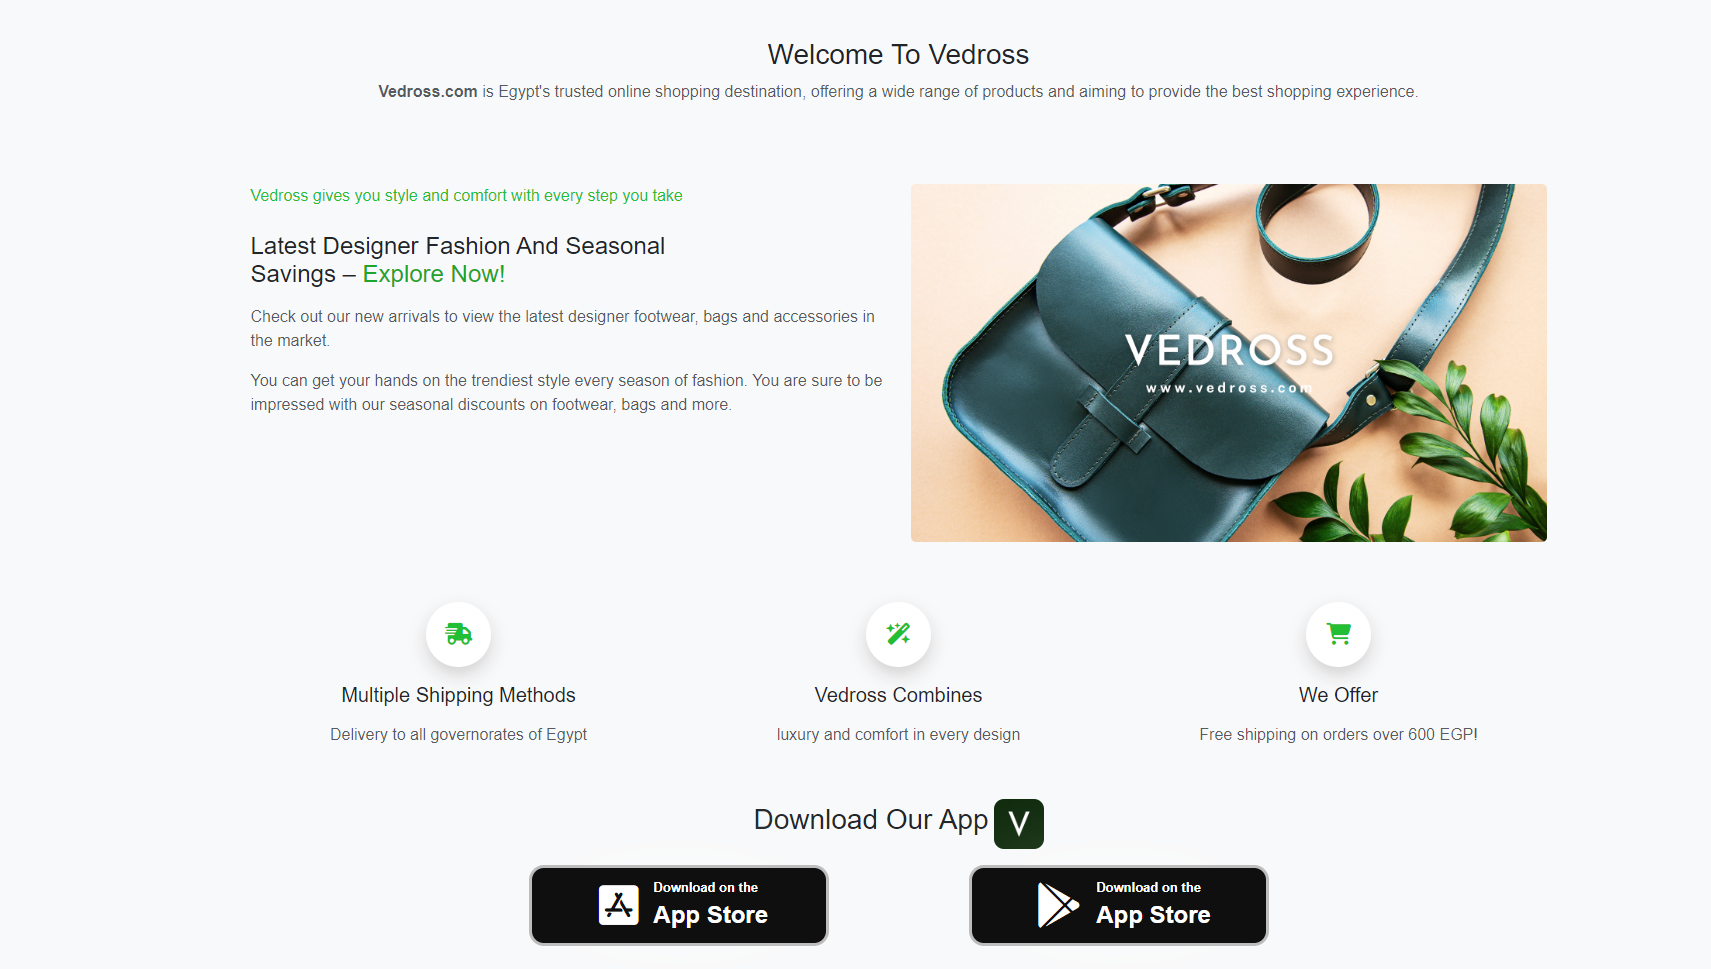 Welcome To Vedross
Vedross.com is Egypt's trusted online shopping destination, offering a wide range of products and aiming to provide the best shopping experience.
Vedross gives you style and comfort with every step you take
Latest Designer Fashion And Seasonal
Savings – Explore Now!
Check out our new arrivals to view the latest designer footwear, bags and accessories in
the market.
You can get your hands on the trendiest style every season of fashion. You are sure to be
impressed with our seasonal discounts on footwear, bags and more.
VEDROSS
www.vedross.com
Multiple Shipping Methods
Delivery to all governorates of Egypt
Vedross Combines
luxury and comfort in every design
We Offer
Free shipping on orders over 600 EGP!
Download Our App V
Download on the
App Store
Download on the
App Store